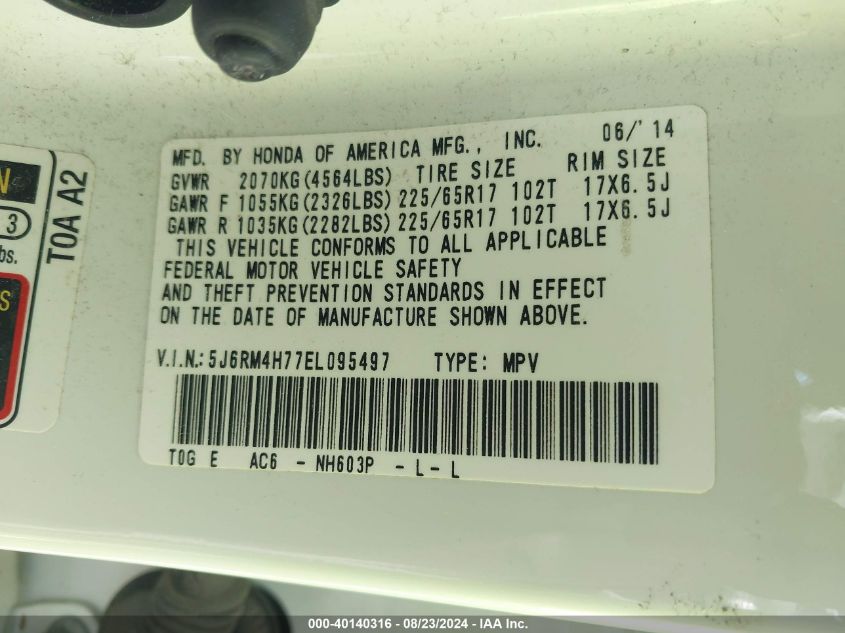 MFD. BY HONDA OF AMERICA MFG., INC. 06/'14
GVWR 2070KG(4564LBS) TIRE SIZE RIM SIZE
GAWR F 1055KG(2326LBS) 225/65R17 102T 17X6.5J
GAWR R 1035KG(2282LBS) 225/65R17 102T 17X6.5J
THIS VEHICLE CONFORMS TO ALL APPLICABLE
FEDERAL MOTOR VEHICLE SAFETY
AND THEFT PREVENTION STANDARDS IN EFFECT
ON THE DATE OF MANUFACTURE SHOWN ABOVE.
V.I.N.: 5J6RM4H77EL095497 TYPE: MPV
T0G E AC6 - NH603P - L - L
T0A A2
N
3
bs.
S
000-40140316 - 08/23/2024 - IAA Inc.